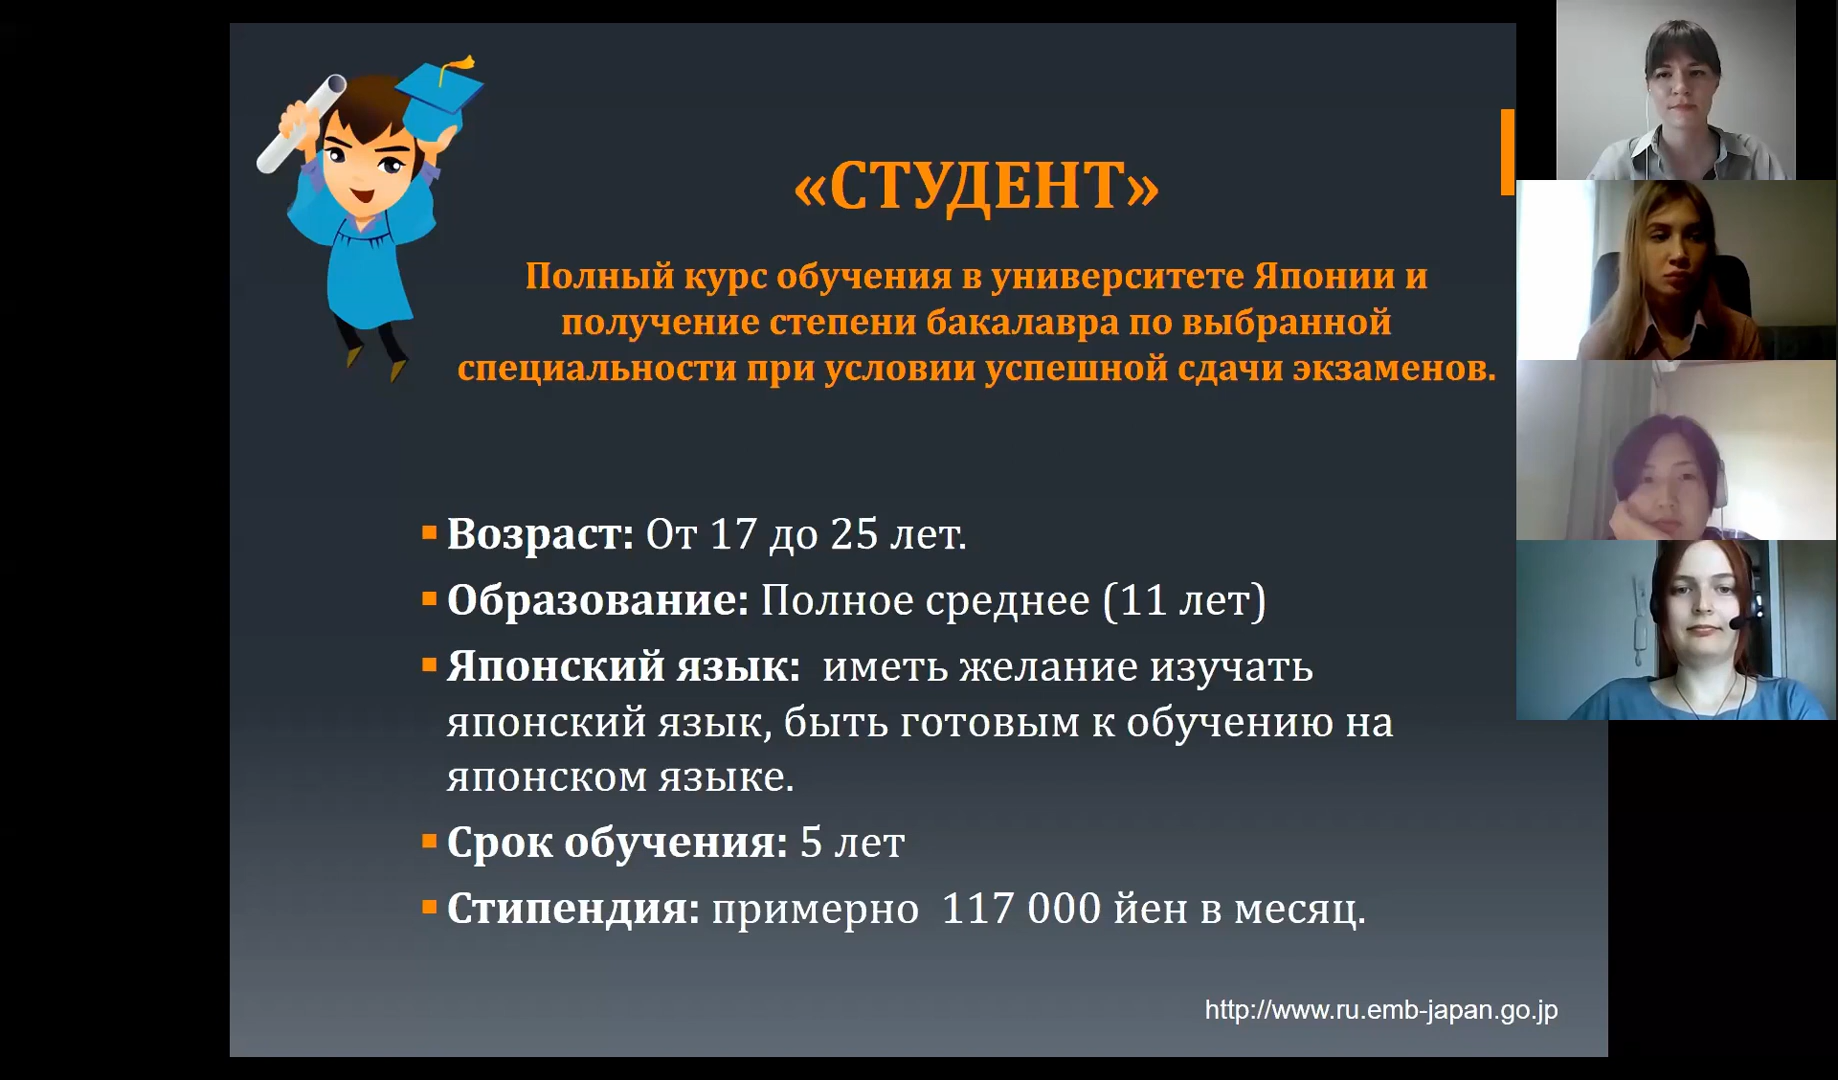 «СТУДЕНТ»
Полный курс обучения в университете Японии и
получение степени бакалавра по выбранной
специальности при условии успешной сдачи экзаменов.
Возраст: От 17 до 25 лет.
Образование: Полное среднее (11 лет)
Японский язык:  иметь желание изучать
японский язык, быть готовым к обучению на
японском языке.
Срок обучения: 5 лет
Стипендия: примерно  117 000 йен в месяц.
http://www.ru.emb-japan.go.jp